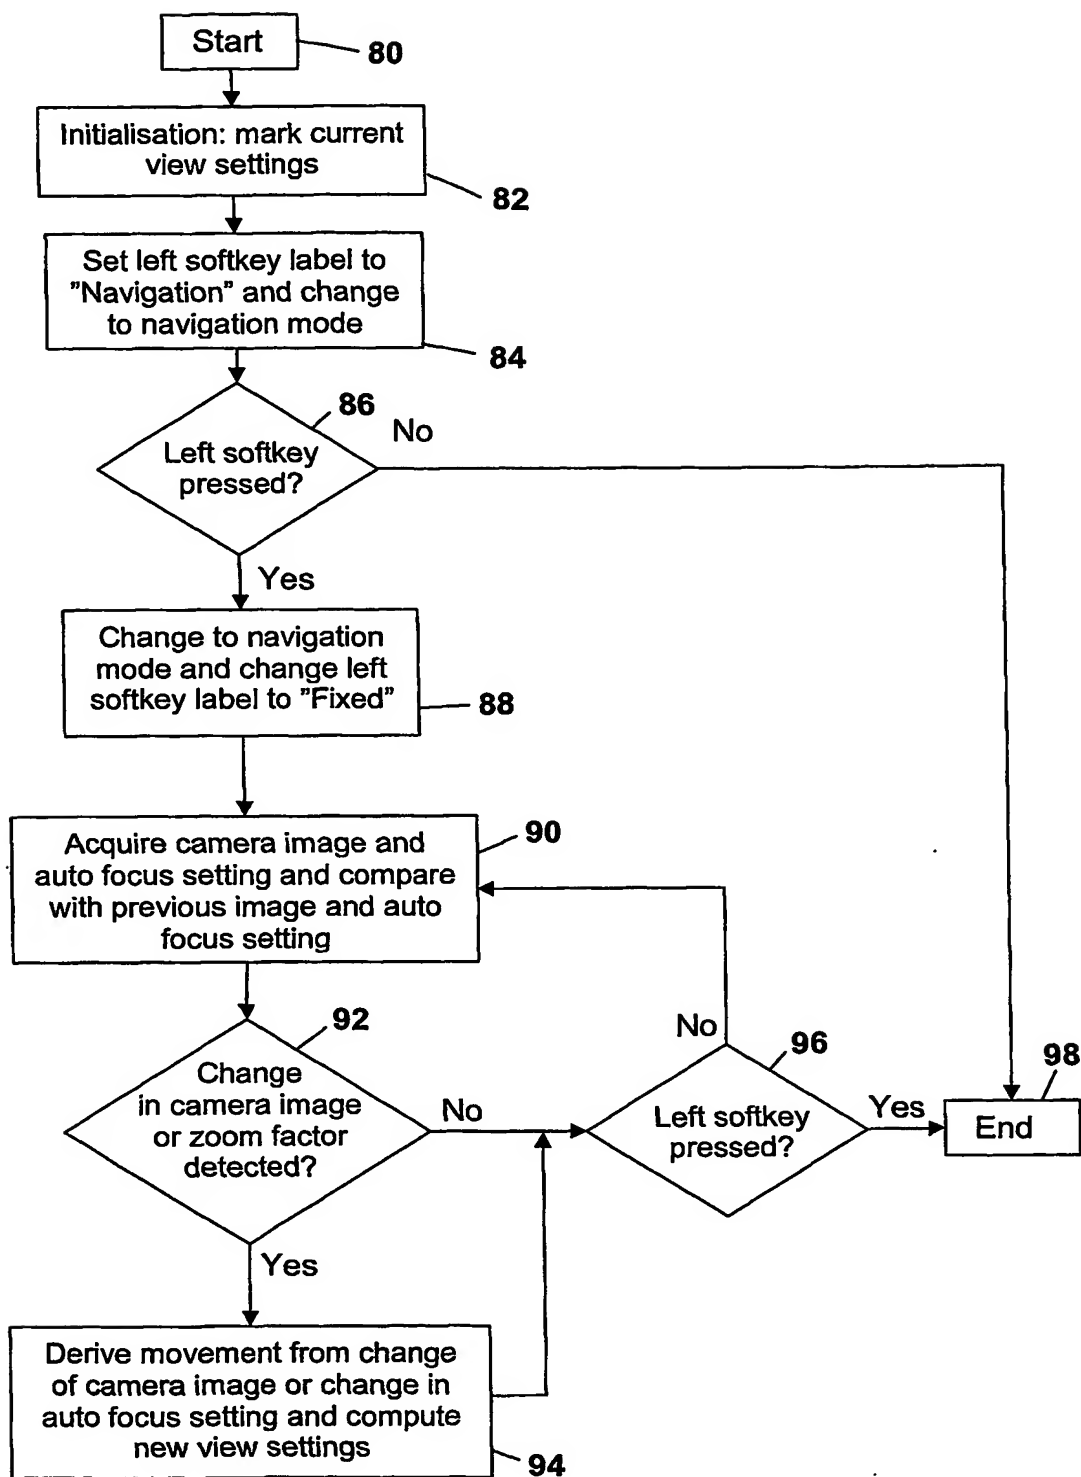 Start
80
Initialisation: mark current
view settings
82
Set left softkey label to
"Navigation" and change
to navigation mode
84
86
No
Left softkey
pressed?
Yes
Change to navigation
mode and change left
softkey label to "Fixed"
88
Acquire camera image and
auto focus setting and compare
with previous image and auto
focus setting
90
92
Change
in camera image
or zoom factor
detected?
No
No
96
Left softkey
pressed?
Yes
98
End
Yes
Derive movement from change
of camera image or change in
auto focus setting and compute
new view settings
94